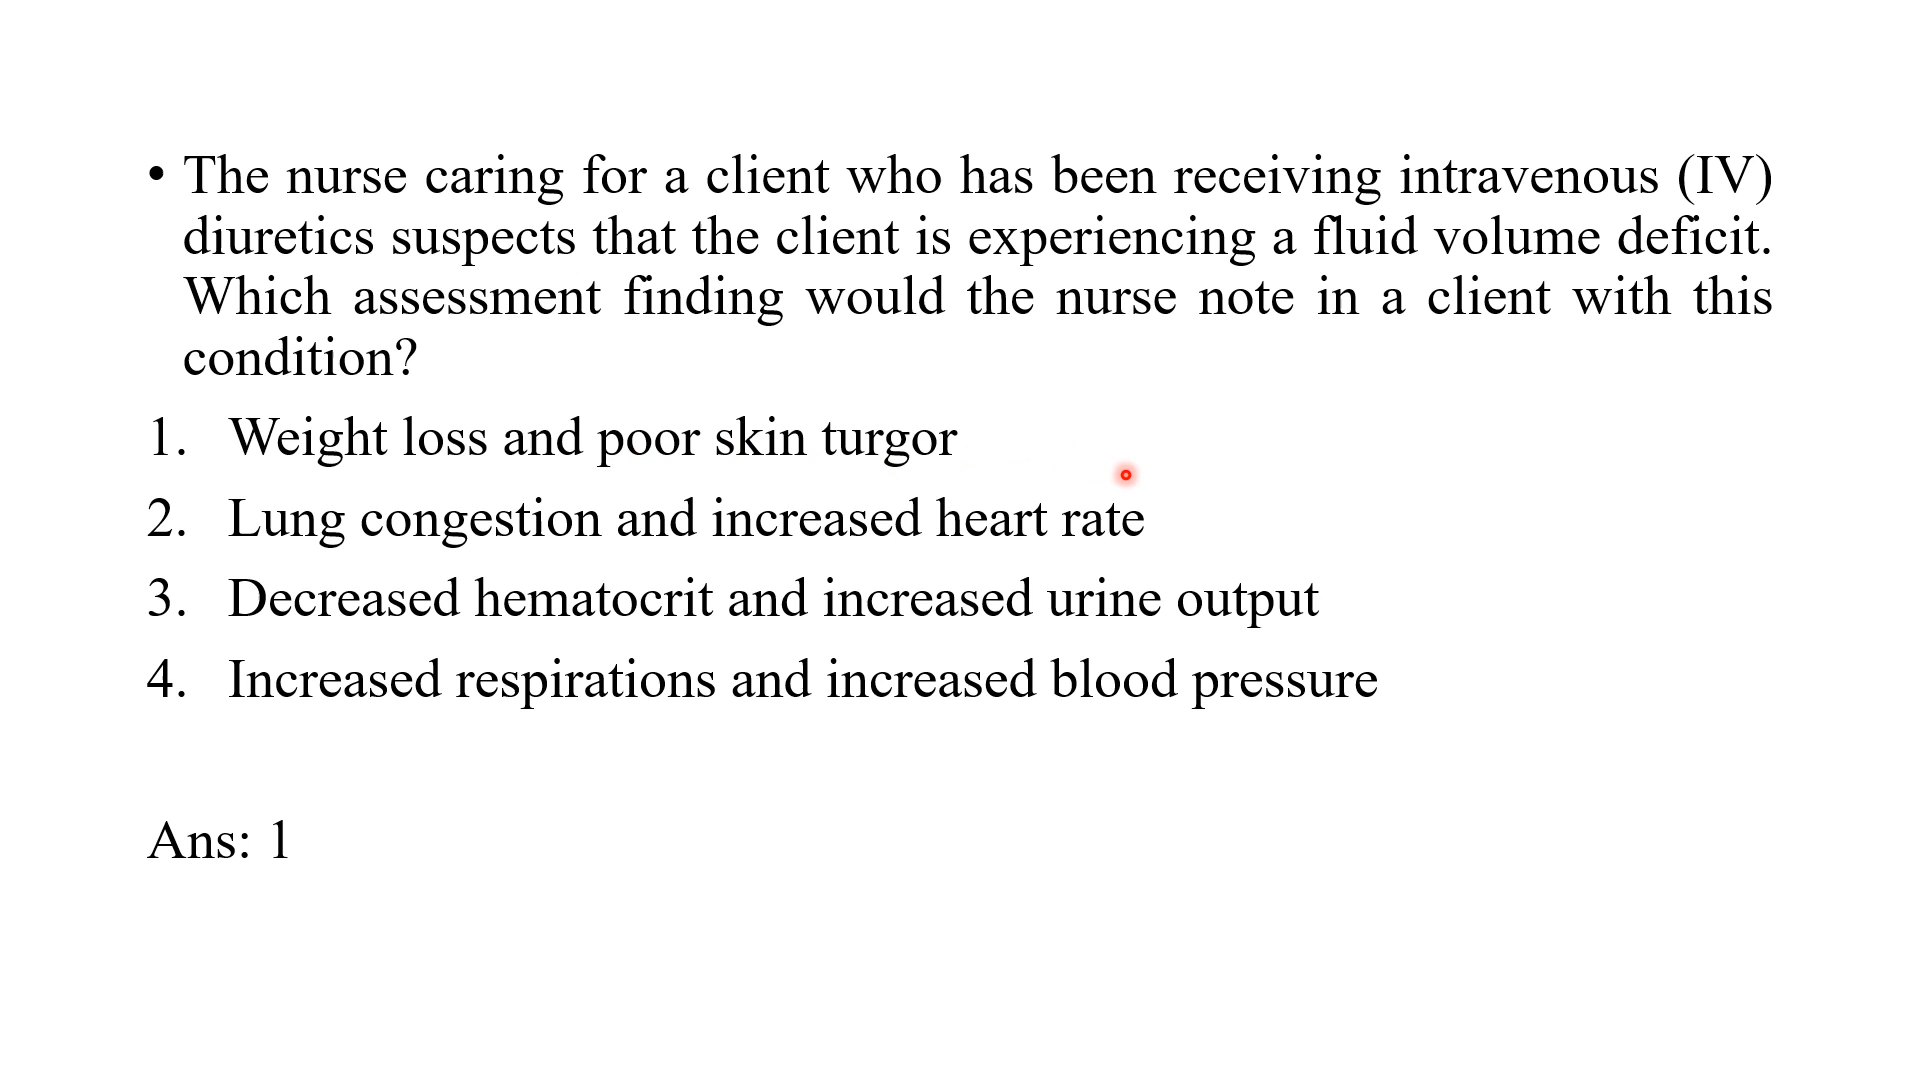 • The nurse caring for a client who has been receiving intravenous (IV)
diuretics suspects that the client is experiencing a fluid volume deficit.
Which assessment finding would the nurse note in a client with this
condition?
1. Weight loss and poor skin turgor
2. Lung congestion and increased heart rate
3. Decreased hematocrit and increased urine output
4. Increased respirations and increased blood pressure
Ans: 1